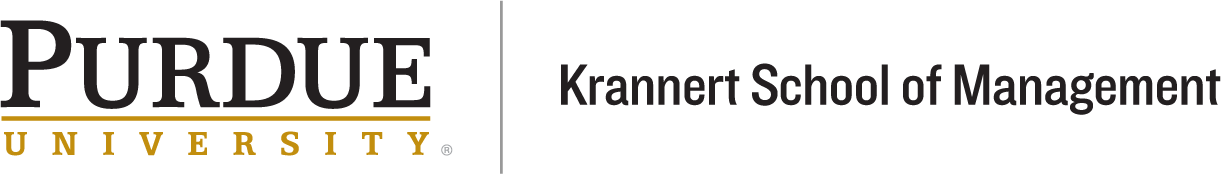 PURDUE
UNIVERSITY®
Krannert School of Management